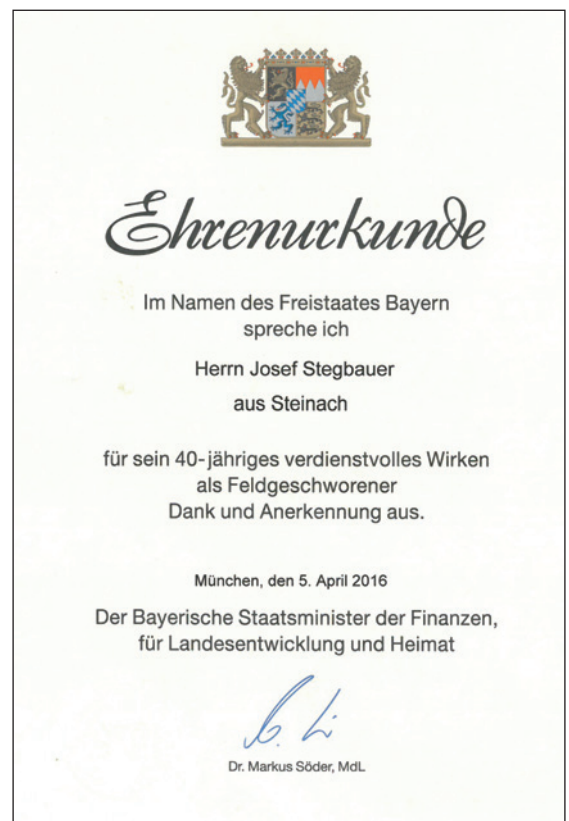 Ehrenurkunde
Im Namen des Freistaates Bayern
spreche ich
Herrn Josef Stegbauer
aus Steinach
für sein 40-jähriges verdienstvolles Wirken
als Feldgeschworener
Dank und Anerkennung aus.
München, den 5. April 2016
Der Bayerische Staatsminister der Finanzen,
für Landesentwicklung und Heimat
Dr. Markus Söder, MdL